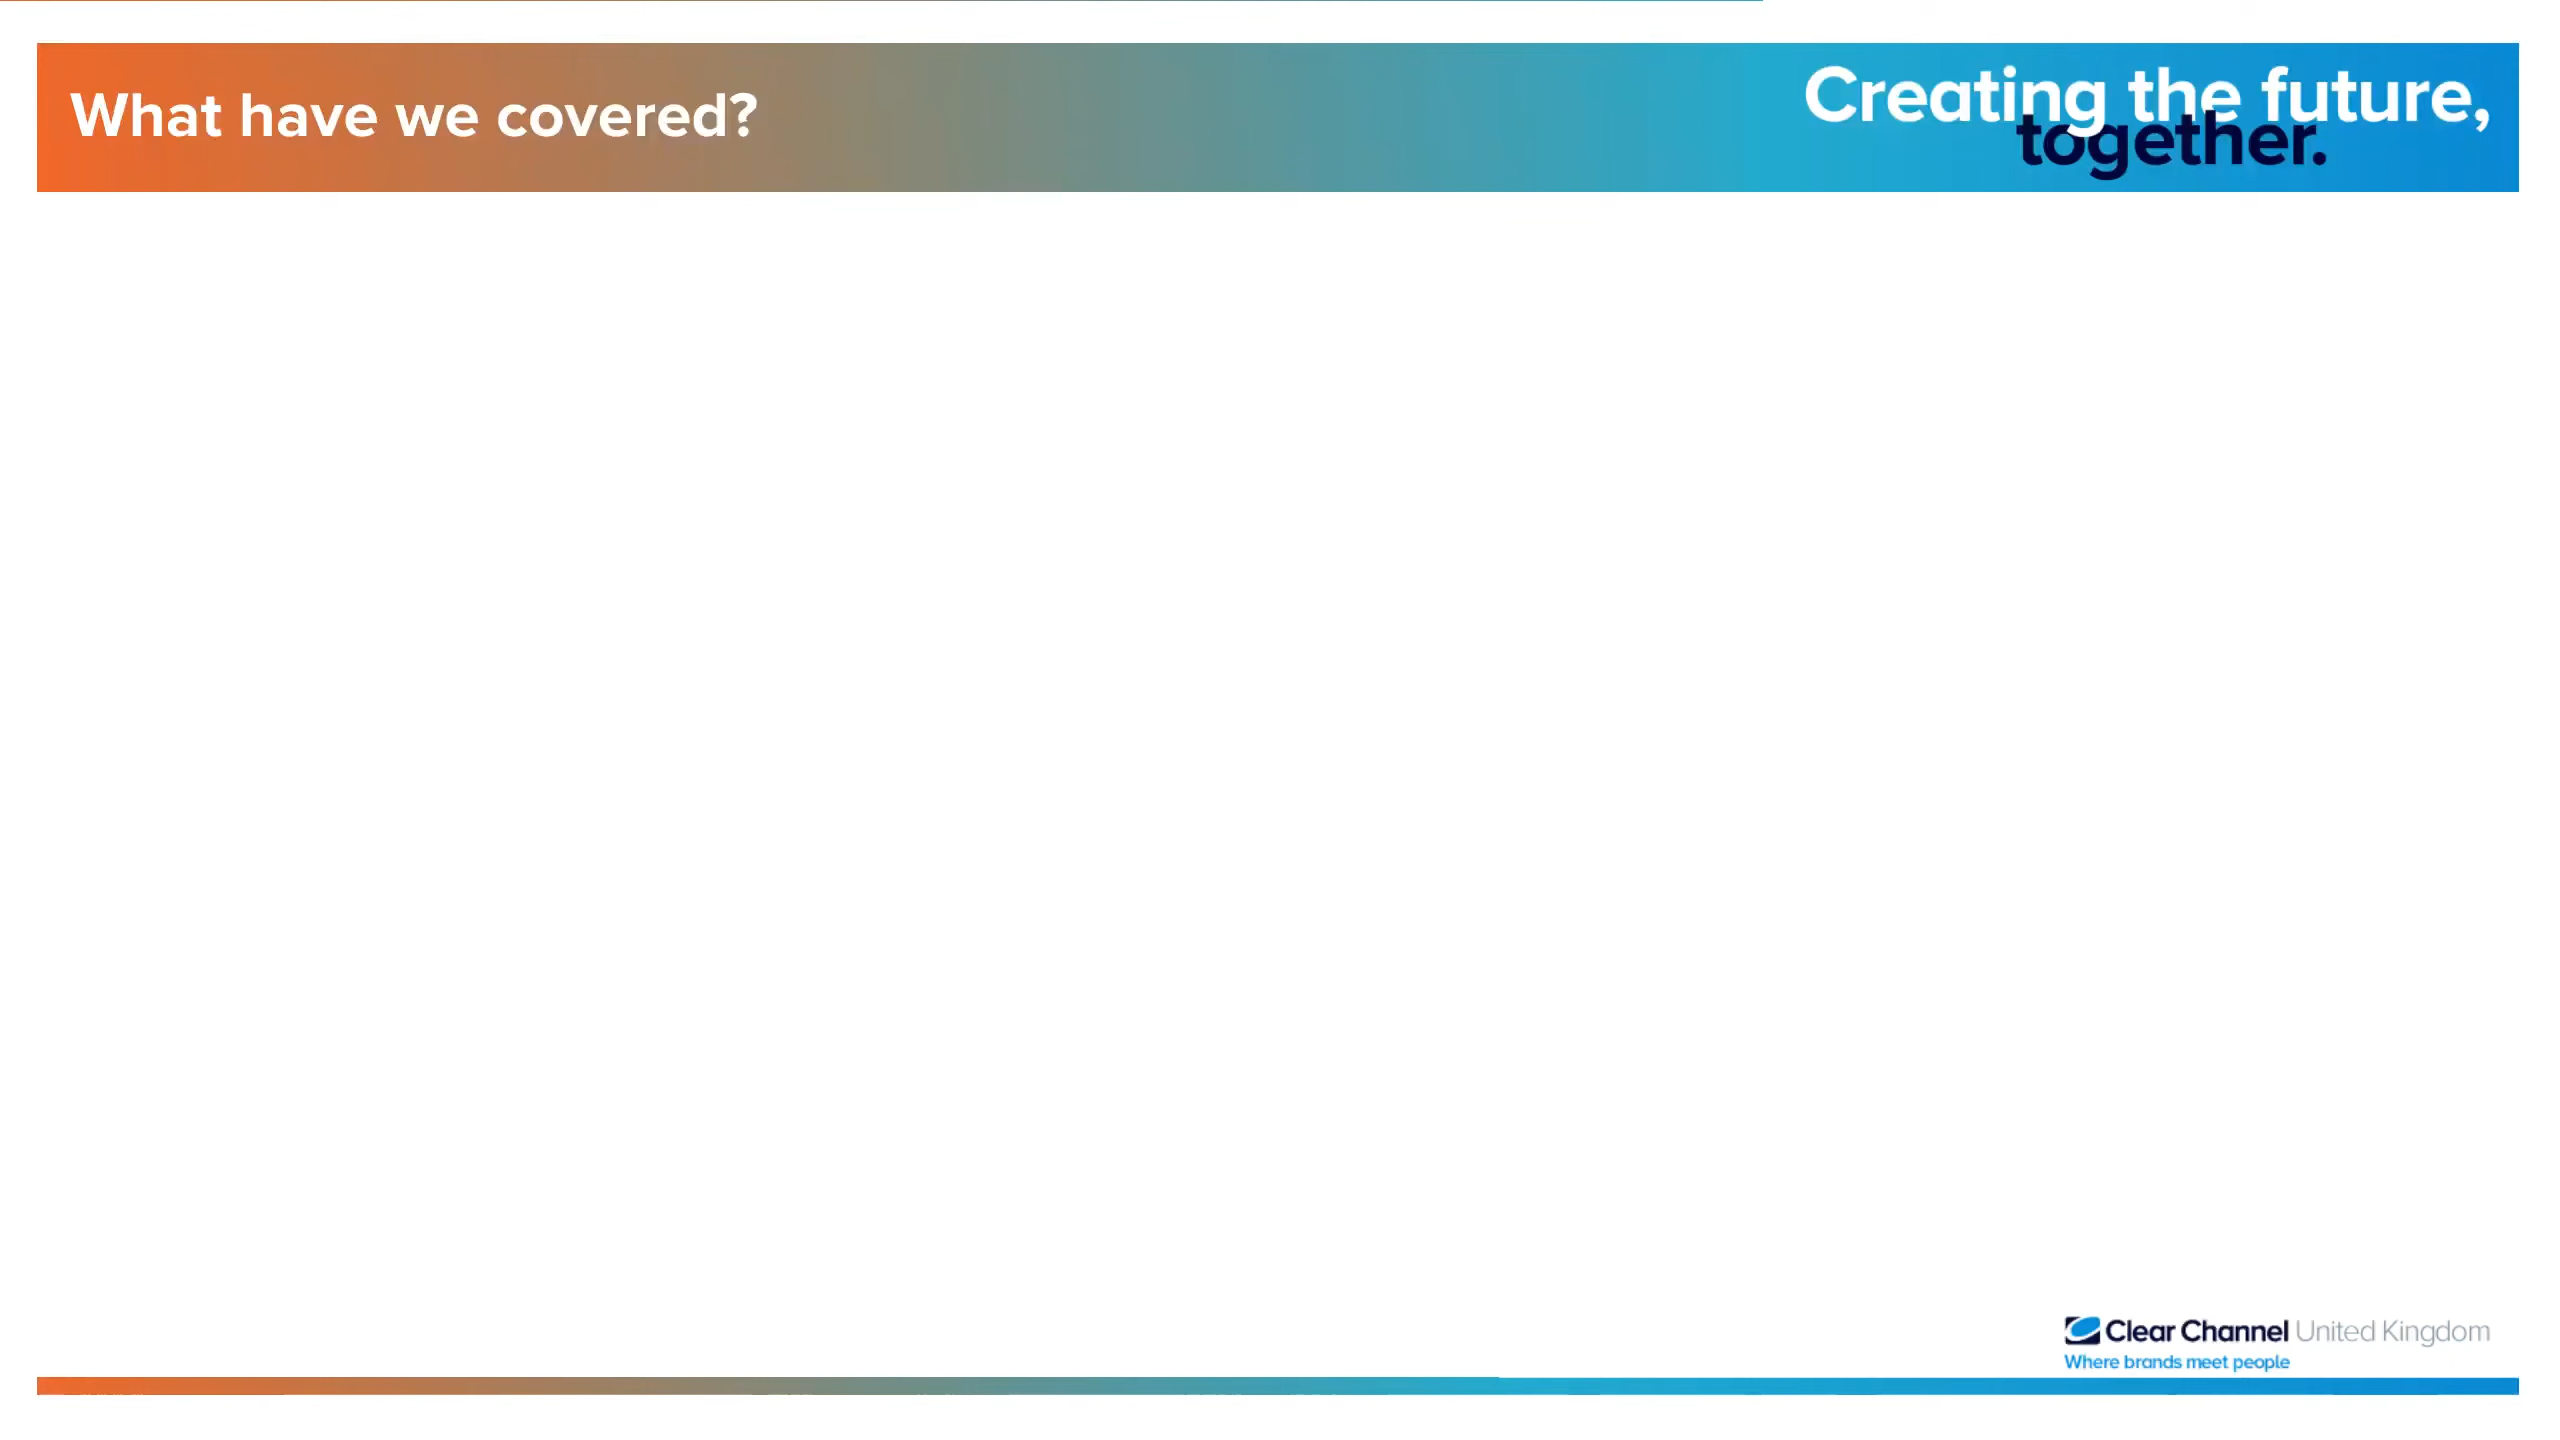 What have we covered?
Creating the future,
together.
Clear Channel United Kingdom
Where brands meet people